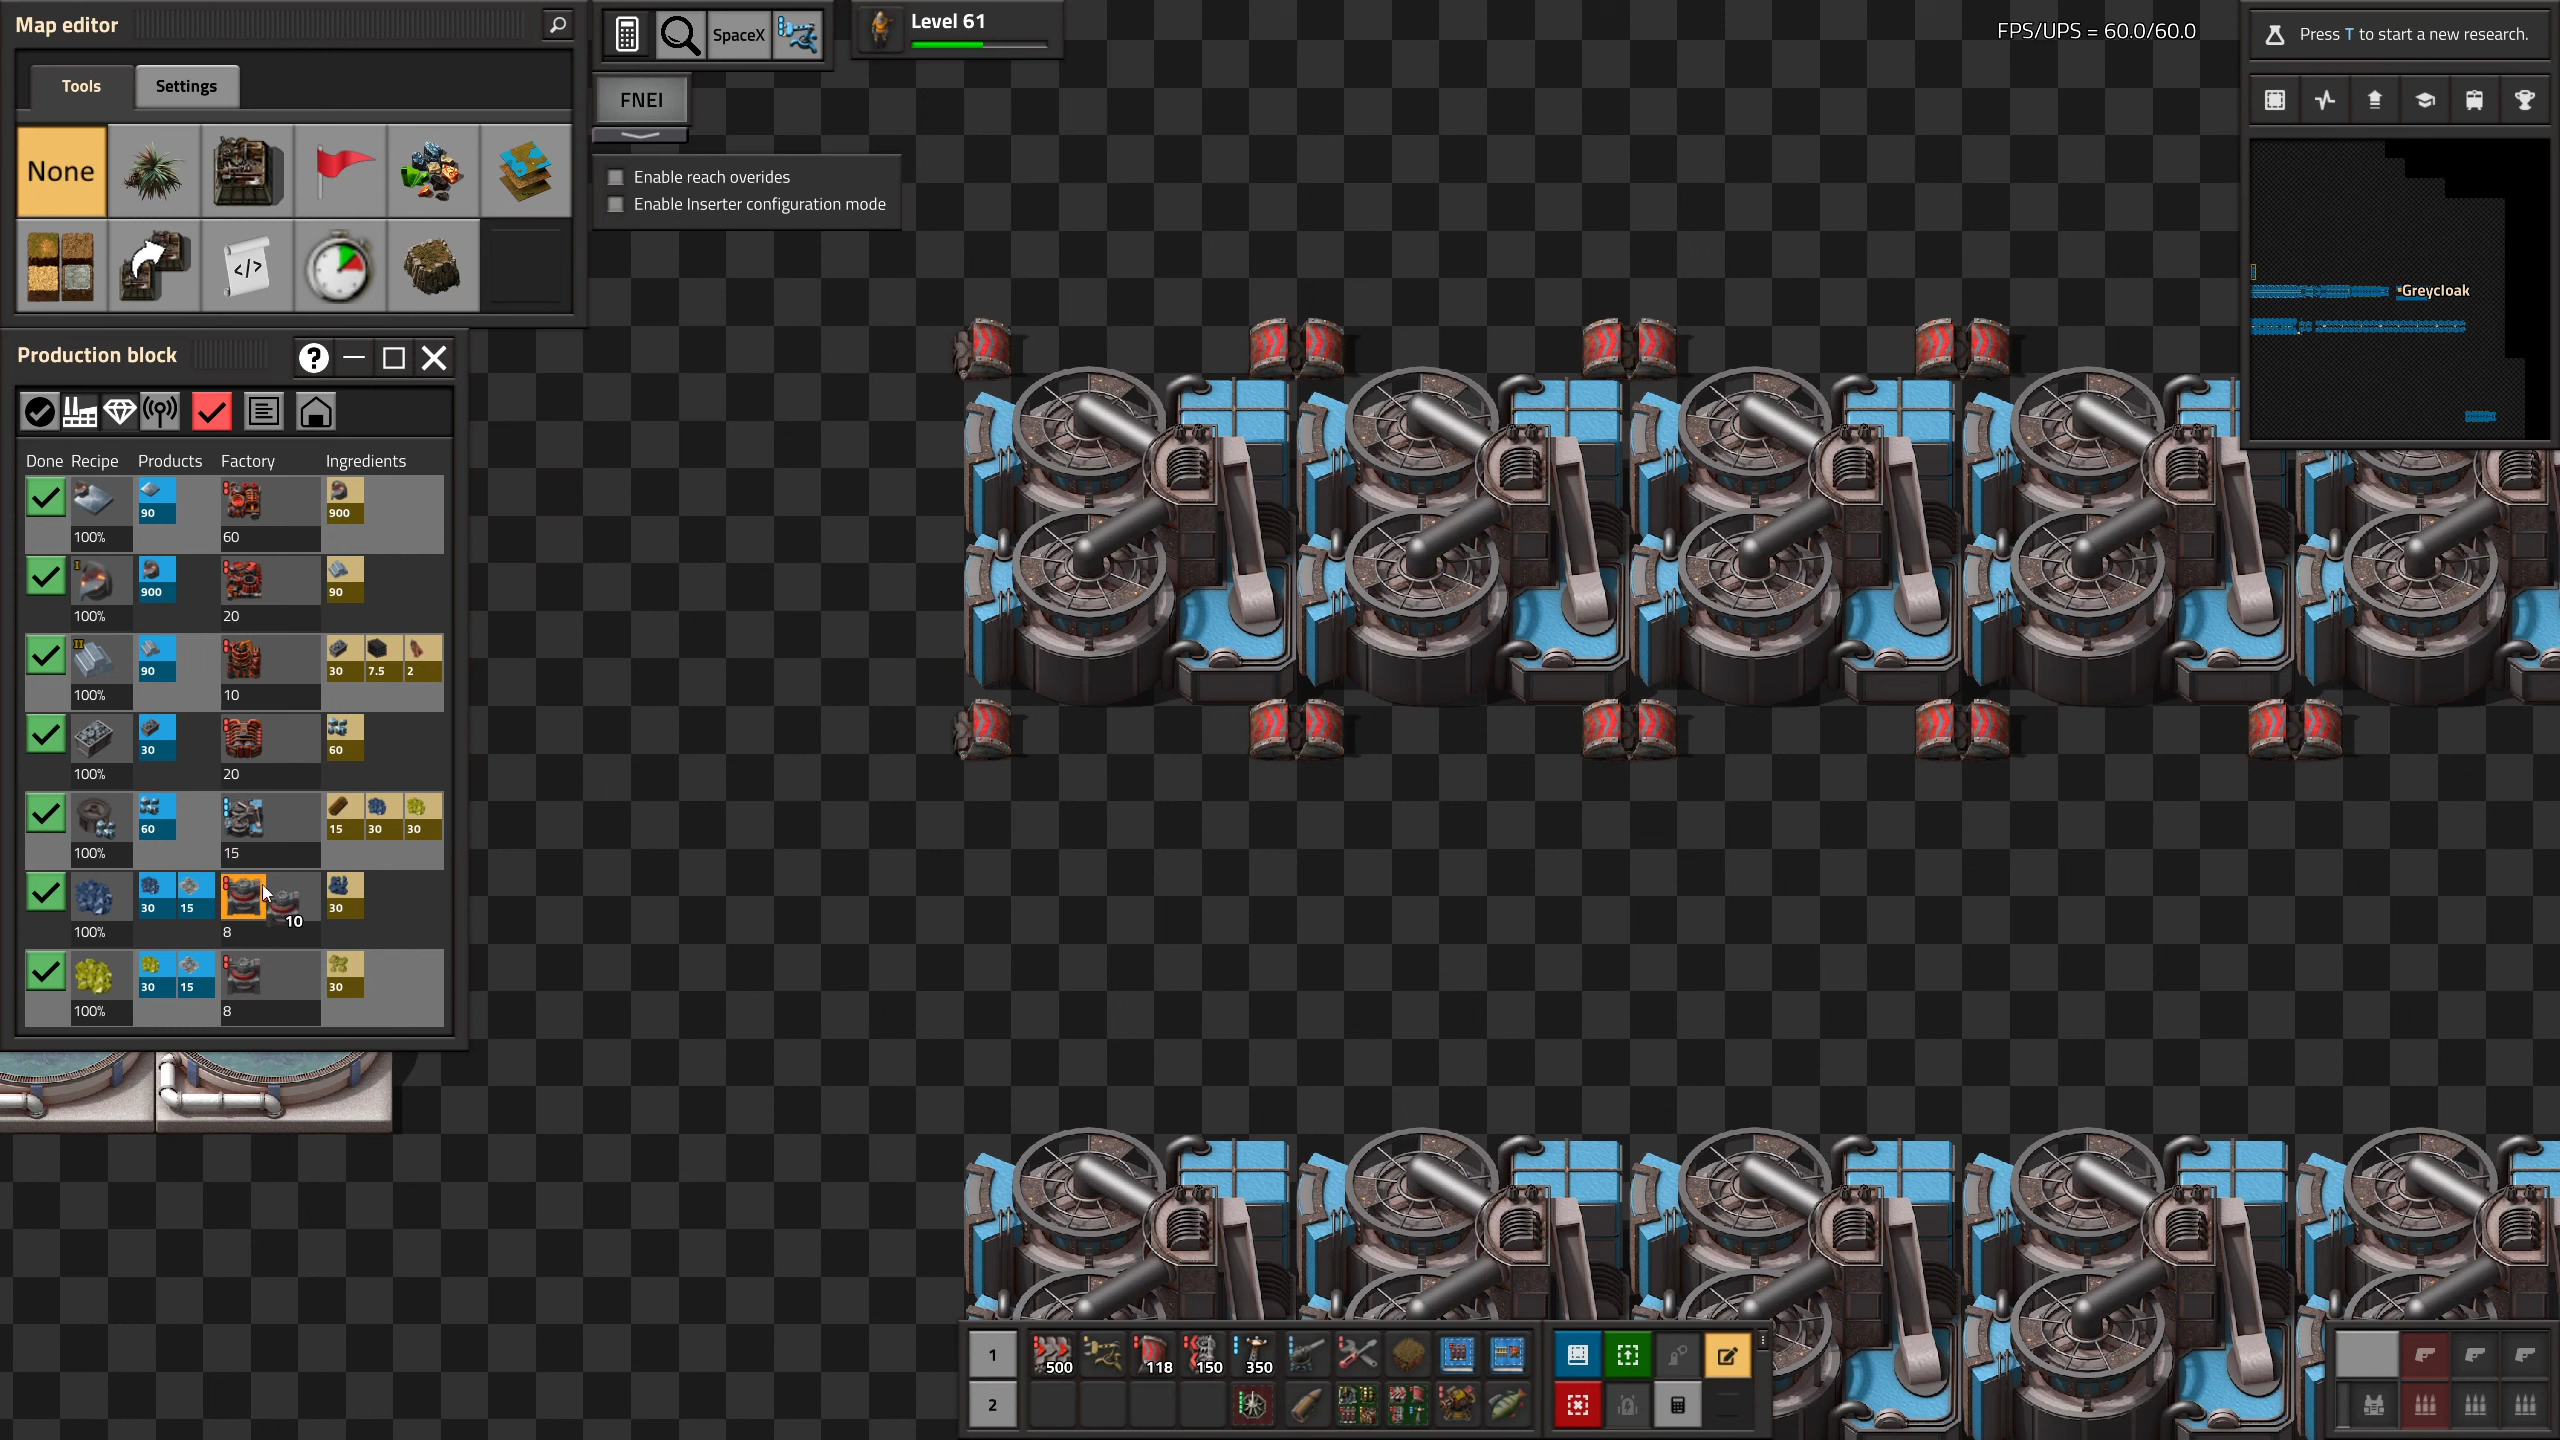 Map editor
Tools
Settings
None
</>
SpaceX
Level 61
FNEI
Enable reach overides
Enable Inserter configuration mode
FPS/UPS = 60.0/60.0
Press T to start a new research.
Greycloak
Production block
?
Done Recipe Products Factory Ingredients
90 900
100% 60
I
900 90
100% 20
II
90 30 7.5 2
100% 10
30 60
100% 20
60 15 30 30
100% 15
30 15 30
100% 8
10
30 15 30
100% 8
1 500 118 150 350
2